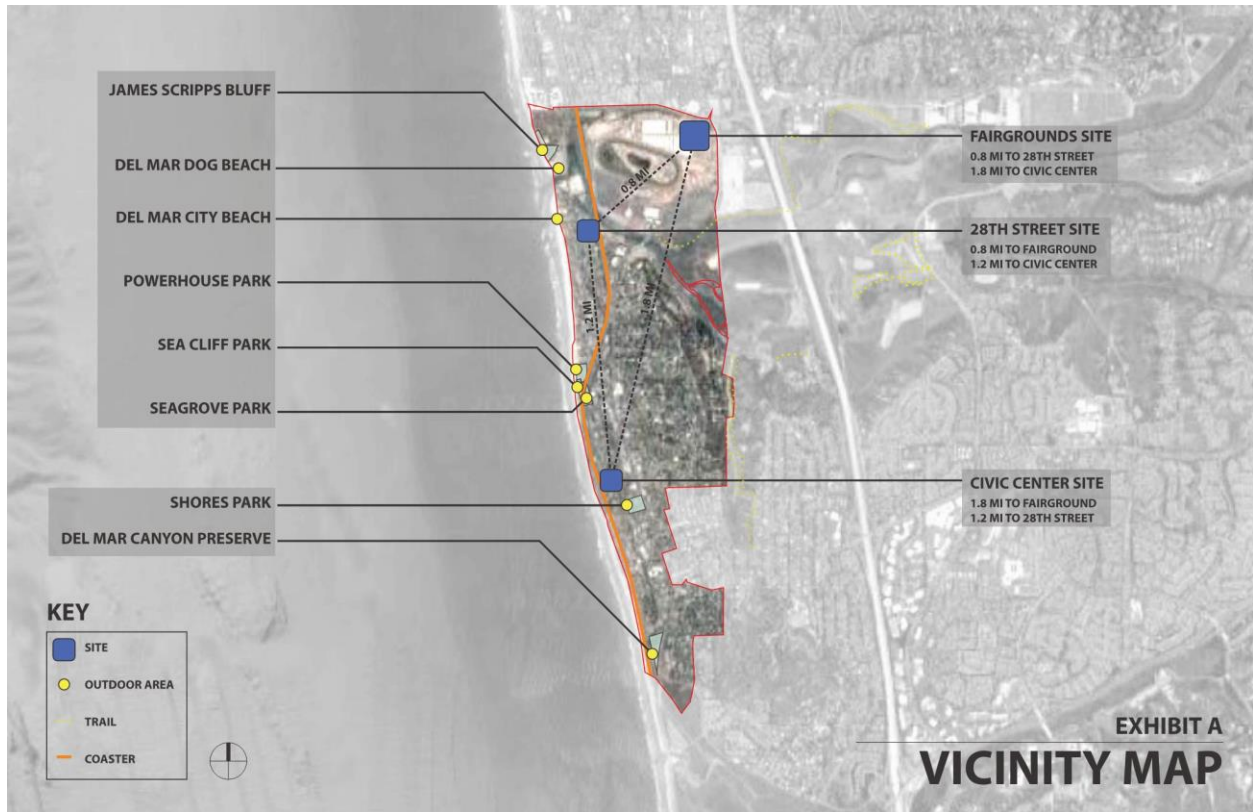 JAMES SCRIPPS BLUFF
DEL MAR DOG BEACH
DEL MAR CITY BEACH
POWERHOUSE PARK
SEA CLIFF PARK
SEAGROVE PARK
SHORES PARK
DEL MAR CANYON PRESERVE
0.8 MI
1.2 MI
1.8 MI
FAIRGROUNDS SITE
0.8 MI TO 28TH STREET
1.8 MI TO CIVIC CENTER
28TH STREET SITE
0.8 MI TO FAIRGROUND
1.2 MI TO CIVIC CENTER
CIVIC CENTER SITE
1.8 MI TO FAIRGROUND
1.2 MI TO 28TH STREET
KEY
SITE
OUTDOOR AREA
TRAIL
COASTER
EXHIBIT A
VICINITY MAP